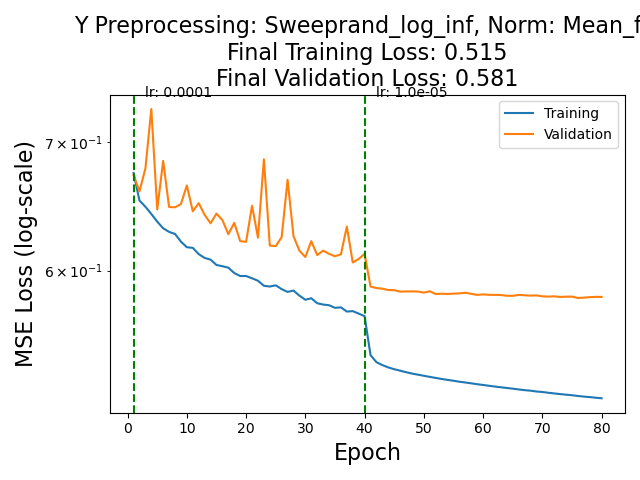 Y Preprocessing: Sweeprand_log_inf, Norm: Mean_f
Final Training Loss: 0.515
Final Validation Loss: 0.581
lr: 0.0001
lr: 1.0e-05
Training
Validation
7 × 10⁻¹
6 × 10⁻¹
MSE Loss (log-scale)
0 10 20 30 40 50 60 70 80
Epoch